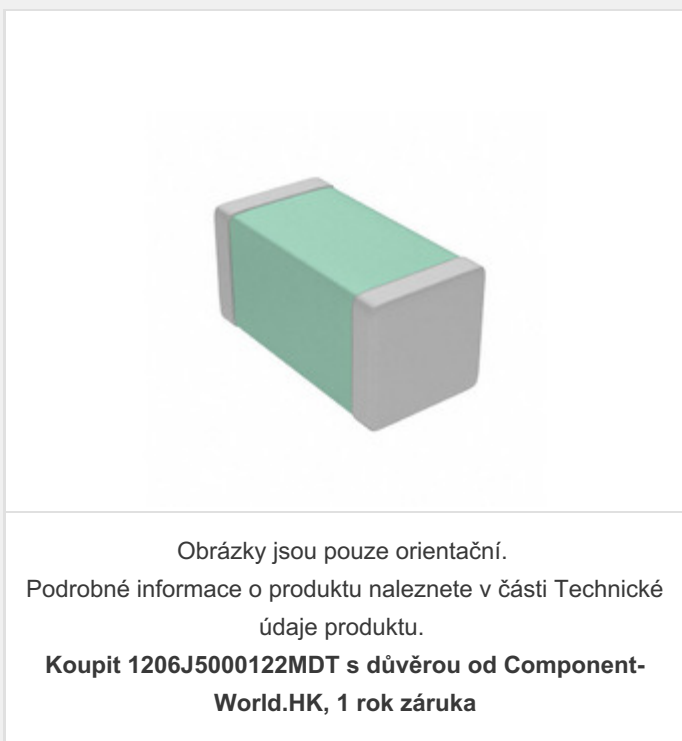 Obrázky jsou pouze orientační.
Podrobné informace o produktu naleznete v části Technické
údaje produktu.
Koupit 1206J5000122MDT s důvěrou od Component-
World.HK, 1 rok záruka